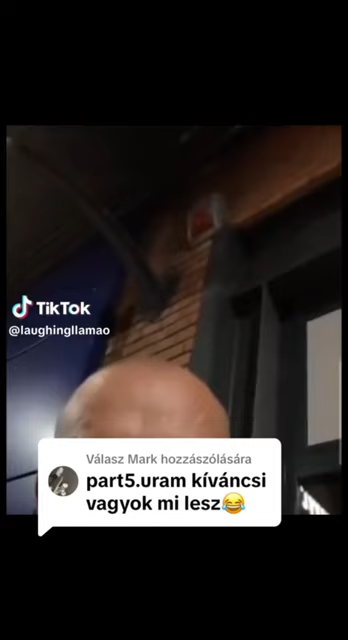 TikTok
@laughingllamao
Válasz Mark hozzászólására
part5.uram kíváncsi
vagyok mi lesz😂